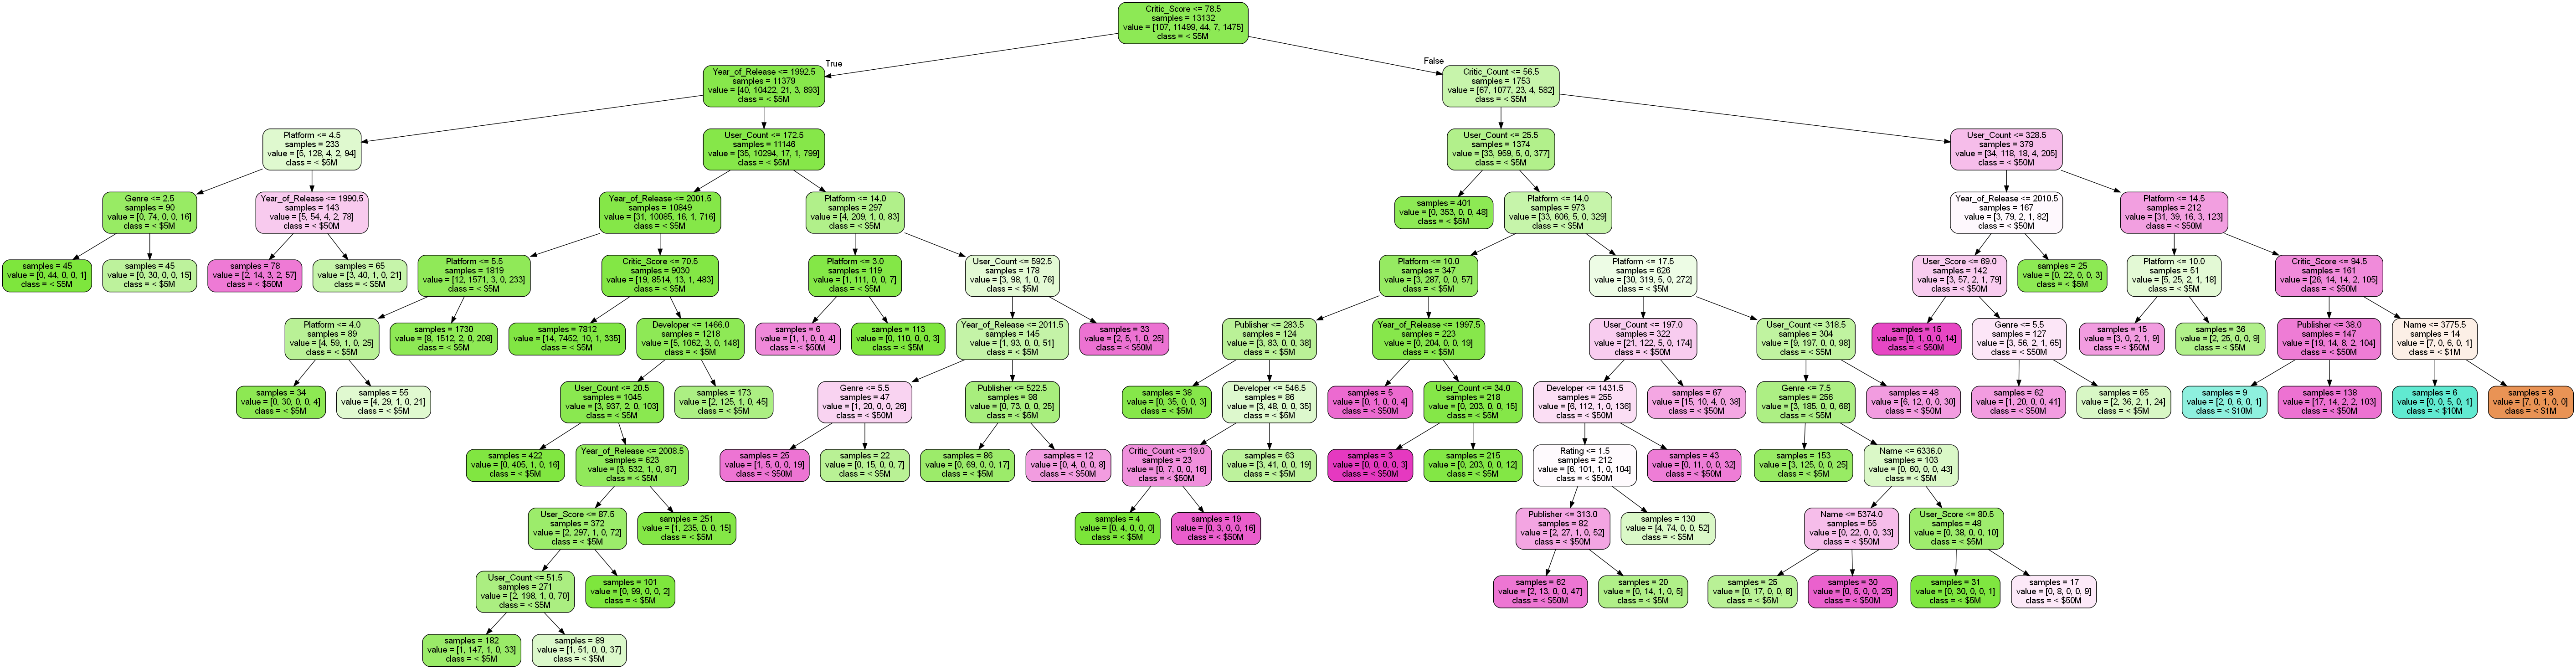 Critic_Score <= 78.5
samples = 13132
value = [107, 11499, 44, 7, 1475]
class = < $5M
True
False
Year_of_Release <= 1992.5
samples = 11379
value = [40, 10422, 21, 3, 893]
class = < $5M
Critic_Count <= 56.5
samples = 1753
value = [67, 1077, 23, 4, 582]
class = < $5M
Platform <= 4.5
samples = 233
value = [5, 128, 4, 2, 94]
class = < $5M
User_Count <= 172.5
samples = 11146
value = [35, 10294, 17, 1, 799]
class = < $5M
User_Count <= 25.5
samples = 1374
value = [33, 959, 5, 0, 377]
class = < $5M
User_Count <= 328.5
samples = 379
value = [34, 118, 18, 4, 205]
class = < $50M
Genre <= 2.5
samples = 90
value = [0, 74, 0, 0, 16]
class = < $5M
Year_of_Release <= 1990.5
samples = 143
value = [5, 54, 4, 2, 78]
class = < $50M
Year_of_Release <= 2001.5
samples = 10849
value = [31, 10085, 16, 1, 716]
class = < $5M
Platform <= 14.0
samples = 297
value = [4, 209, 1, 0, 83]
class = < $5M
samples = 401
value = [0, 353, 0, 0, 48]
class = < $5M
Platform <= 14.0
samples = 973
value = [33, 606, 5, 0, 329]
class = < $5M
Year_of_Release <= 2010.5
samples = 167
value = [3, 79, 2, 1, 82]
class = < $50M
Platform <= 14.5
samples = 212
value = [31, 39, 16, 3, 123]
class = < $50M
samples = 45
value = [0, 44, 0, 0, 1]
class = < $5M
samples = 45
value = [0, 30, 0, 0, 15]
class = < $5M
samples = 78
value = [2, 14, 3, 2, 57]
class = < $50M
samples = 65
value = [3, 40, 1, 0, 21]
class = < $5M
Platform <= 5.5
samples = 1819
value = [12, 1571, 3, 0, 233]
class = < $5M
Critic_Score <= 70.5
samples = 9030
value = [19, 8514, 13, 1, 483]
class = < $5M
Platform <= 3.0
samples = 119
value = [1, 111, 0, 0, 7]
class = < $5M
User_Count <= 592.5
samples = 178
value = [3, 98, 1, 0, 76]
class = < $5M
Platform <= 10.0
samples = 347
value = [3, 287, 0, 0, 57]
class = < $5M
Platform <= 17.5
samples = 626
value = [30, 319, 5, 0, 272]
class = < $5M
User_Score <= 69.0
samples = 142
value = [3, 57, 2, 1, 79]
class = < $50M
samples = 25
value = [0, 22, 0, 0, 3]
class = < $5M
Platform <= 10.0
samples = 51
value = [5, 25, 2, 1, 18]
class = < $5M
Critic_Score <= 94.5
samples = 161
value = [26, 14, 14, 2, 105]
class = < $50M
Platform <= 4.0
samples = 89
value = [4, 59, 1, 0, 25]
class = < $5M
samples = 1730
value = [8, 1512, 2, 0, 208]
class = < $5M
samples = 7812
value = [14, 7452, 10, 1, 335]
class = < $5M
Developer <= 1466.0
samples = 1218
value = [5, 1062, 3, 0, 148]
class = < $5M
samples = 6
value = [1, 1, 0, 0, 4]
class = < $50M
samples = 113
value = [0, 110, 0, 0, 3]
class = < $5M
Year_of_Release <= 2011.5
samples = 145
value = [1, 93, 0, 0, 51]
class = < $5M
samples = 33
value = [2, 5, 1, 0, 25]
class = < $50M
Publisher <= 283.5
samples = 124
value = [3, 83, 0, 0, 38]
class = < $5M
Year_of_Release <= 1997.5
samples = 223
value = [0, 204, 0, 0, 19]
class = < $5M
User_Count <= 197.0
samples = 322
value = [21, 122, 5, 0, 174]
class = < $50M
User_Count <= 318.5
samples = 304
value = [9, 197, 0, 0, 98]
class = < $5M
samples = 15
value = [0, 1, 0, 0, 14]
class = < $50M
Genre <= 5.5
samples = 127
value = [3, 56, 2, 1, 65]
class = < $50M
samples = 15
value = [3, 0, 2, 1, 9]
class = < $50M
samples = 36
value = [2, 25, 0, 0, 9]
class = < $5M
Publisher <= 38.0
samples = 147
value = [19, 14, 8, 2, 104]
class = < $50M
Name <= 3775.5
samples = 14
value = [7, 0, 6, 0, 1]
class = < $1M
samples = 34
value = [0, 30, 0, 0, 4]
class = < $5M
samples = 55
value = [4, 29, 1, 0, 21]
class = < $5M
User_Count <= 20.5
samples = 1045
value = [3, 937, 2, 0, 103]
class = < $5M
samples = 173
value = [2, 125, 1, 0, 45]
class = < $5M
Genre <= 5.5
samples = 47
value = [1, 20, 0, 0, 26]
class = < $50M
Publisher <= 522.5
samples = 98
value = [0, 73, 0, 0, 25]
class = < $5M
samples = 38
value = [0, 35, 0, 0, 3]
class = < $5M
Developer <= 546.5
samples = 86
value = [3, 48, 0, 0, 35]
class = < $5M
samples = 5
value = [0, 1, 0, 0, 4]
class = < $50M
User_Count <= 34.0
samples = 218
value = [0, 203, 0, 0, 15]
class = < $5M
Developer <= 1431.5
samples = 255
value = [6, 112, 1, 0, 136]
class = < $50M
samples = 67
value = [15, 10, 4, 0, 38]
class = < $50M
Genre <= 7.5
samples = 256
value = [3, 185, 0, 0, 68]
class = < $5M
samples = 48
value = [6, 12, 0, 0, 30]
class = < $50M
samples = 62
value = [1, 20, 0, 0, 41]
class = < $50M
samples = 65
value = [2, 36, 2, 1, 24]
class = < $5M
samples = 9
value = [2, 0, 6, 0, 1]
class = < $10M
samples = 138
value = [17, 14, 2, 2, 103]
class = < $50M
samples = 6
value = [0, 0, 5, 0, 1]
class = < $10M
samples = 8
value = [7, 0, 1, 0, 0]
class = < $1M
samples = 422
value = [0, 405, 1, 0, 16]
class = < $5M
Year_of_Release <= 2008.5
samples = 623
value = [3, 532, 1, 0, 87]
class = < $5M
samples = 25
value = [1, 5, 0, 0, 19]
class = < $50M
samples = 22
value = [0, 15, 0, 0, 7]
class = < $5M
samples = 86
value = [0, 69, 0, 0, 17]
class = < $5M
samples = 12
value = [0, 4, 0, 0, 8]
class = < $50M
Critic_Count <= 19.0
samples = 23
value = [0, 7, 0, 0, 16]
class = < $50M
samples = 63
value = [3, 41, 0, 0, 19]
class = < $5M
samples = 3
value = [0, 0, 0, 0, 3]
class = < $50M
samples = 215
value = [0, 203, 0, 0, 12]
class = < $5M
Rating <= 1.5
samples = 212
value = [6, 101, 1, 0, 104]
class = < $50M
samples = 43
value = [0, 11, 0, 0, 32]
class = < $50M
samples = 153
value = [3, 125, 0, 0, 25]
class = < $5M
Name <= 6336.0
samples = 103
value = [0, 60, 0, 0, 43]
class = < $5M
User_Score <= 87.5
samples = 372
value = [2, 297, 1, 0, 72]
class = < $5M
samples = 251
value = [1, 235, 0, 0, 15]
class = < $5M
samples = 4
value = [0, 4, 0, 0, 0]
class = < $5M
samples = 19
value = [0, 3, 0, 0, 16]
class = < $50M
Publisher <= 313.0
samples = 82
value = [2, 27, 1, 0, 52]
class = < $50M
samples = 130
value = [4, 74, 0, 0, 52]
class = < $5M
Name <= 5374.0
samples = 55
value = [0, 22, 0, 0, 33]
class = < $50M
User_Score <= 80.5
samples = 48
value = [0, 38, 0, 0, 10]
class = < $5M
User_Count <= 51.5
samples = 271
value = [2, 198, 1, 0, 70]
class = < $5M
samples = 101
value = [0, 99, 0, 0, 2]
class = < $5M
samples = 62
value = [2, 13, 0, 0, 47]
class = < $50M
samples = 20
value = [0, 14, 1, 0, 5]
class = < $5M
samples = 25
value = [0, 17, 0, 0, 8]
class = < $5M
samples = 30
value = [0, 5, 0, 0, 25]
class = < $50M
samples = 31
value = [0, 30, 0, 0, 1]
class = < $5M
samples = 17
value = [0, 8, 0, 0, 9]
class = < $50M
samples = 182
value = [1, 147, 1, 0, 33]
class = < $5M
samples = 89
value = [1, 51, 0, 0, 37]
class = < $5M